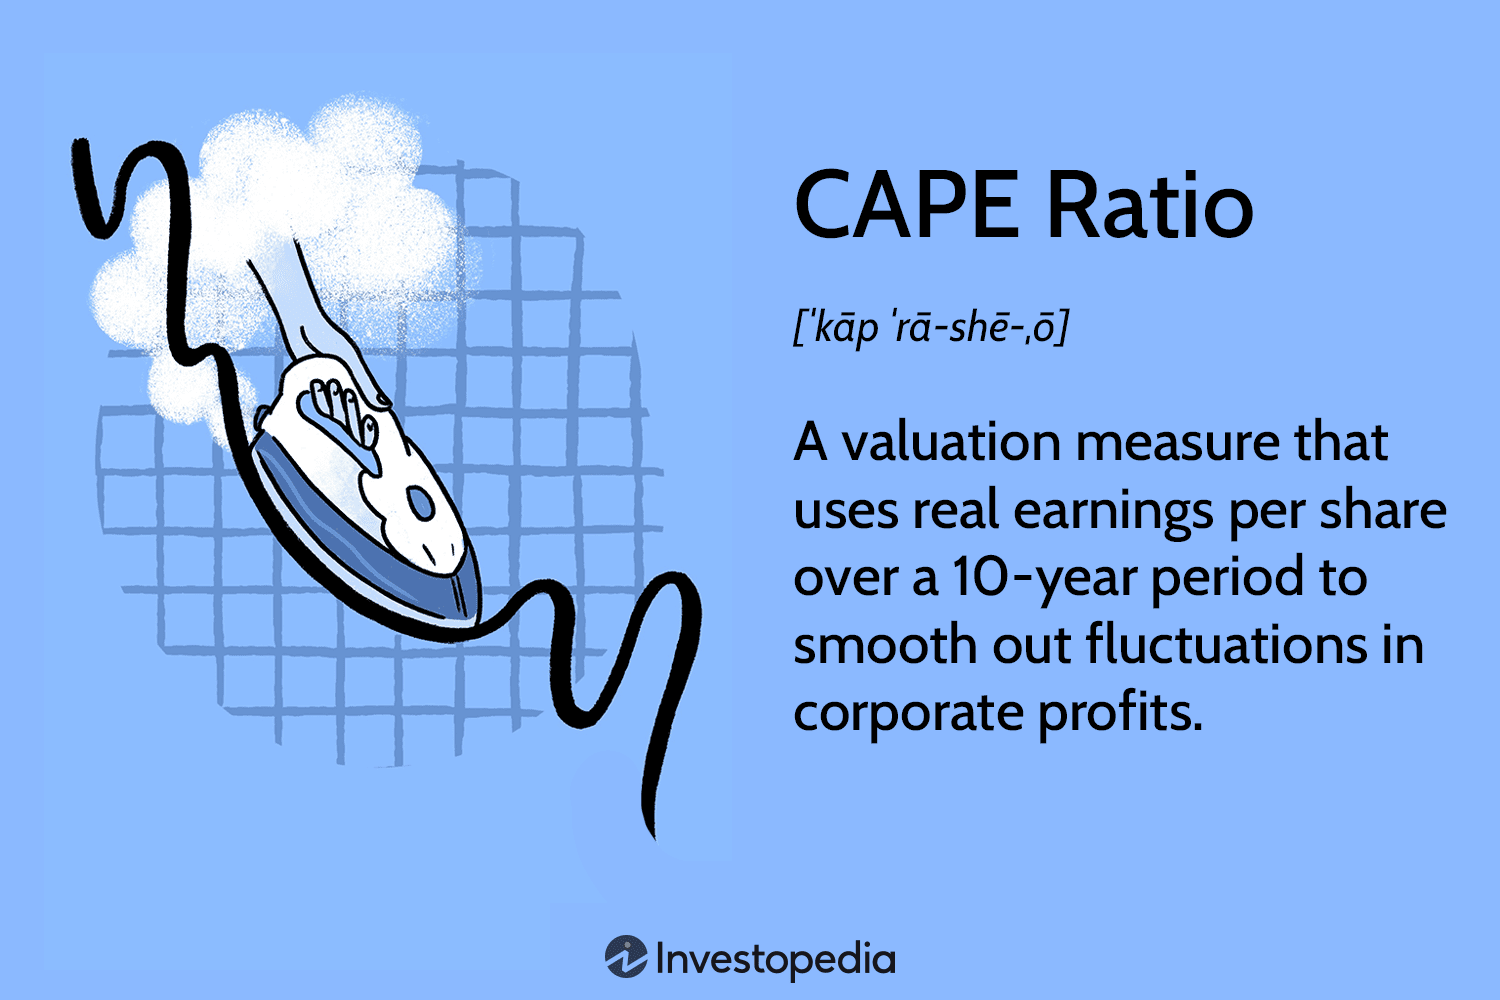 CAPE Ratio
[ˈkāp ˈrā-shē-ˌō]
A valuation measure that
uses real earnings per share
over a 10-year period to
smooth out fluctuations in
corporate profits.
Investopedia